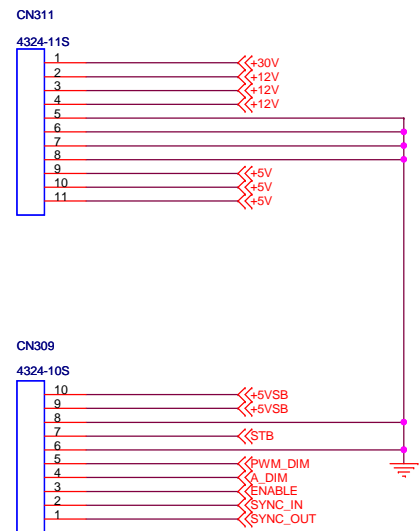 CN311
4324-11S
1 +30V
2 +12V
3 +12V
4 +12V
5
6
7
8
9 +5V
10 +5V
11 +5V
CN309
4324-10S
10 +5VSB
9 +5VSB
8
7 STB
6
5 PWM_DIM
4 A_DIM
3 ENABLE
2 SYNC_IN
1 SYNC_OUT